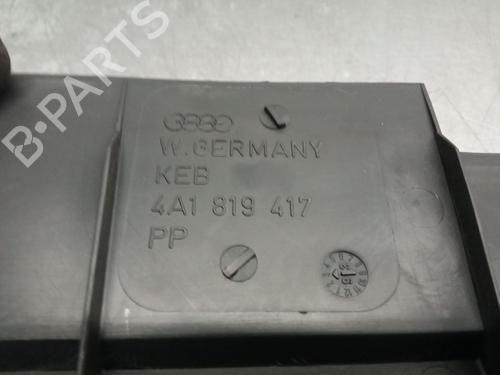 W.GERMANY
KEB
4A1 819 417
PP
B-PARTS